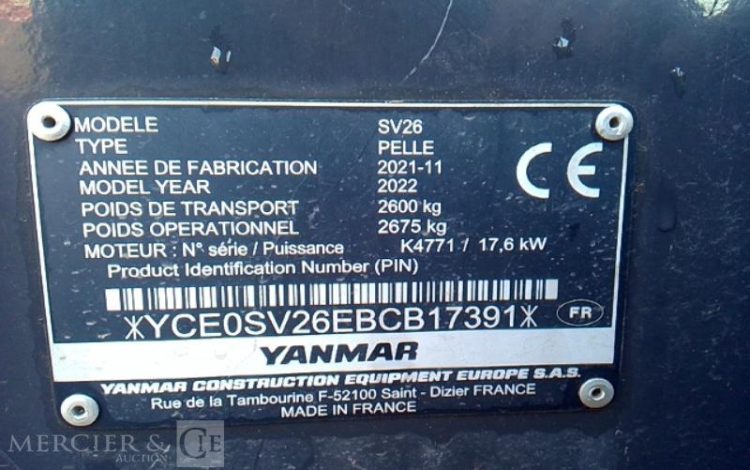 MODELE SV26
TYPE PELLE
ANNEE DE FABRICATION 2021-11
MODEL YEAR 2022
POIDS DE TRANSPORT 2600 kg
POIDS OPERATIONNEL 2675 kg
MOTEUR : N° série / Puissance K4771 / 17,6 kW
Product Identification Number (PIN)
CE
*YCE0SV26EBCB17391*
FR
YANMAR
YANMAR CONSTRUCTION EQUIPMENT EUROPE S.A.S.
Rue de la Tambourine F-52100 Saint - Dizier FRANCE
MADE IN FRANCE
MERCIER & CIE
AUCTION